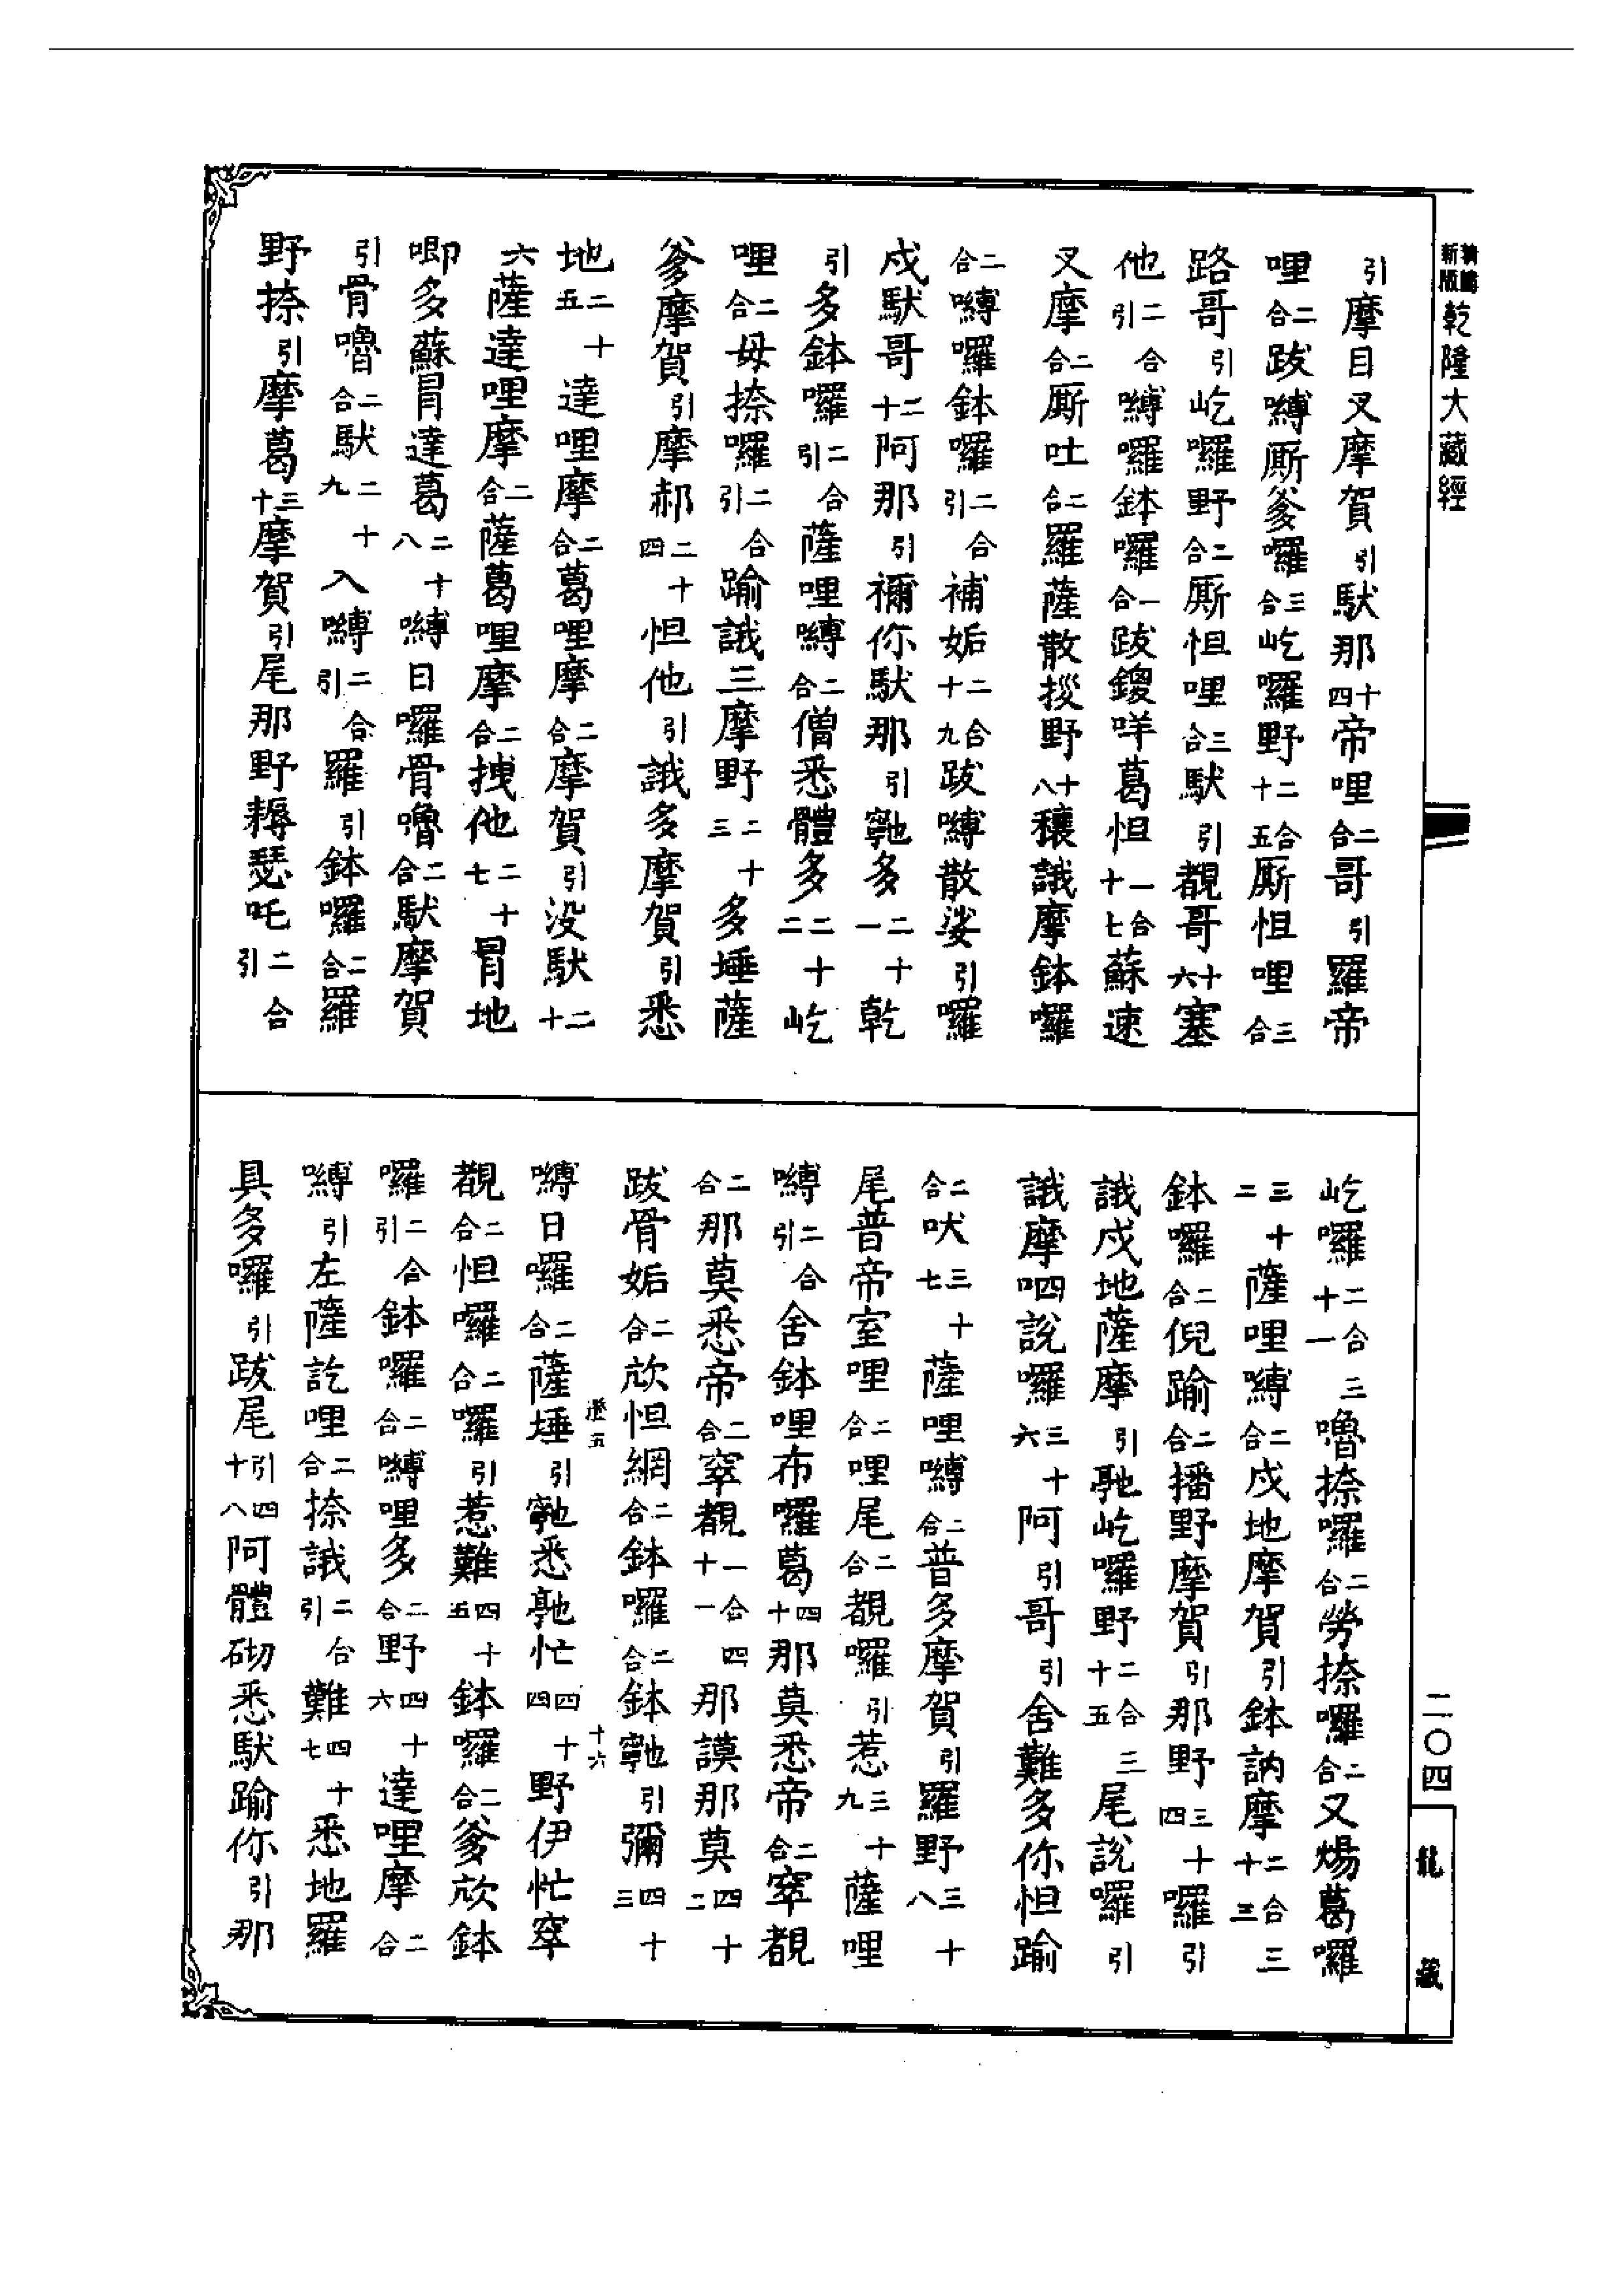 新版精縮乾隆大藏經
引摩目叉摩賀引馱那十四帝哩二合哥引羅帝
哩二合跋嚩厮爹囉三合屹囉野二合十五厮怛哩三合
路哥引屹囉野二合厮怛哩三合馱引覩哥十六塞
他二合引嚩囉鉢囉二合跋鑁咩葛怛一合十七蘇速
叉摩二合厮吐二合羅薩散拶野十八穰誐摩鉢囉
二合嚩囉鉢囉二合引補姤二合十九跋嚩散娑引囉
戍馱哥二十阿那引禰你馱那引寧也多二十一乾
引多鉢囉二合引薩哩嚩二合僧悉體多二十二屹
哩二合毋捺囉二合引踰誐三摩野二十三多埵薩
爹摩賀引摩郝二十四怛他引誐多摩賀引悉
地二十五達哩摩二合葛哩摩二合摩賀引没馱二十
六薩達哩摩二合薩葛哩摩二合拽他二十七冐地
唧多蘇冐達葛二十八嚩日囉骨嚕二合馱摩賀
引骨嚕二合馱二十九入嚩二合引羅引鉢囉二合羅
野捺引摩葛三十摩賀引尾那野耨瑟吒二合引
屹囉二合三十一嚕捺囉二合勞捺囉二合叉煬葛囉
三十二薩哩嚩二合戍地摩賀引鉢訥摩二合三十三
鉢囉二合倪踰二合播野摩賀引那野三十四囉引
誐戍地薩摩引馳屹囉野二合三十五尾説囉引
誐摩呬説囉三十六阿引哥引舍難多你怛踰
二合吠三十七薩哩嚩二合普多摩賀引羅野三十八
尾普帝室哩二合哩尾二合覩囉引惹三十九薩哩
嚩二合引舍鉢哩布囉葛四十那莫悉帝二合窣覩
二合那莫悉帝二合窣覩一合四十一那謨那莫四十二
跋骨姤二合欣怛綱二合鉢囉二合鉢寧也引彌四十三
嚩日囉二合薩埵引寧也悉馳忙四十四野伊忙窣
覩二合怛囉二合囉引惹難四十五鉢囉二合爹欣鉢
囉二合引鉢囉二合嚩哩多二合野四十六達哩摩二合
嚩引左薩訖哩二合捺誐二合引難四十七悉地羅
具多囉引跋尾引四十八阿體砌悉馱踰你引那
遷五
十六
二〇四
龍藏